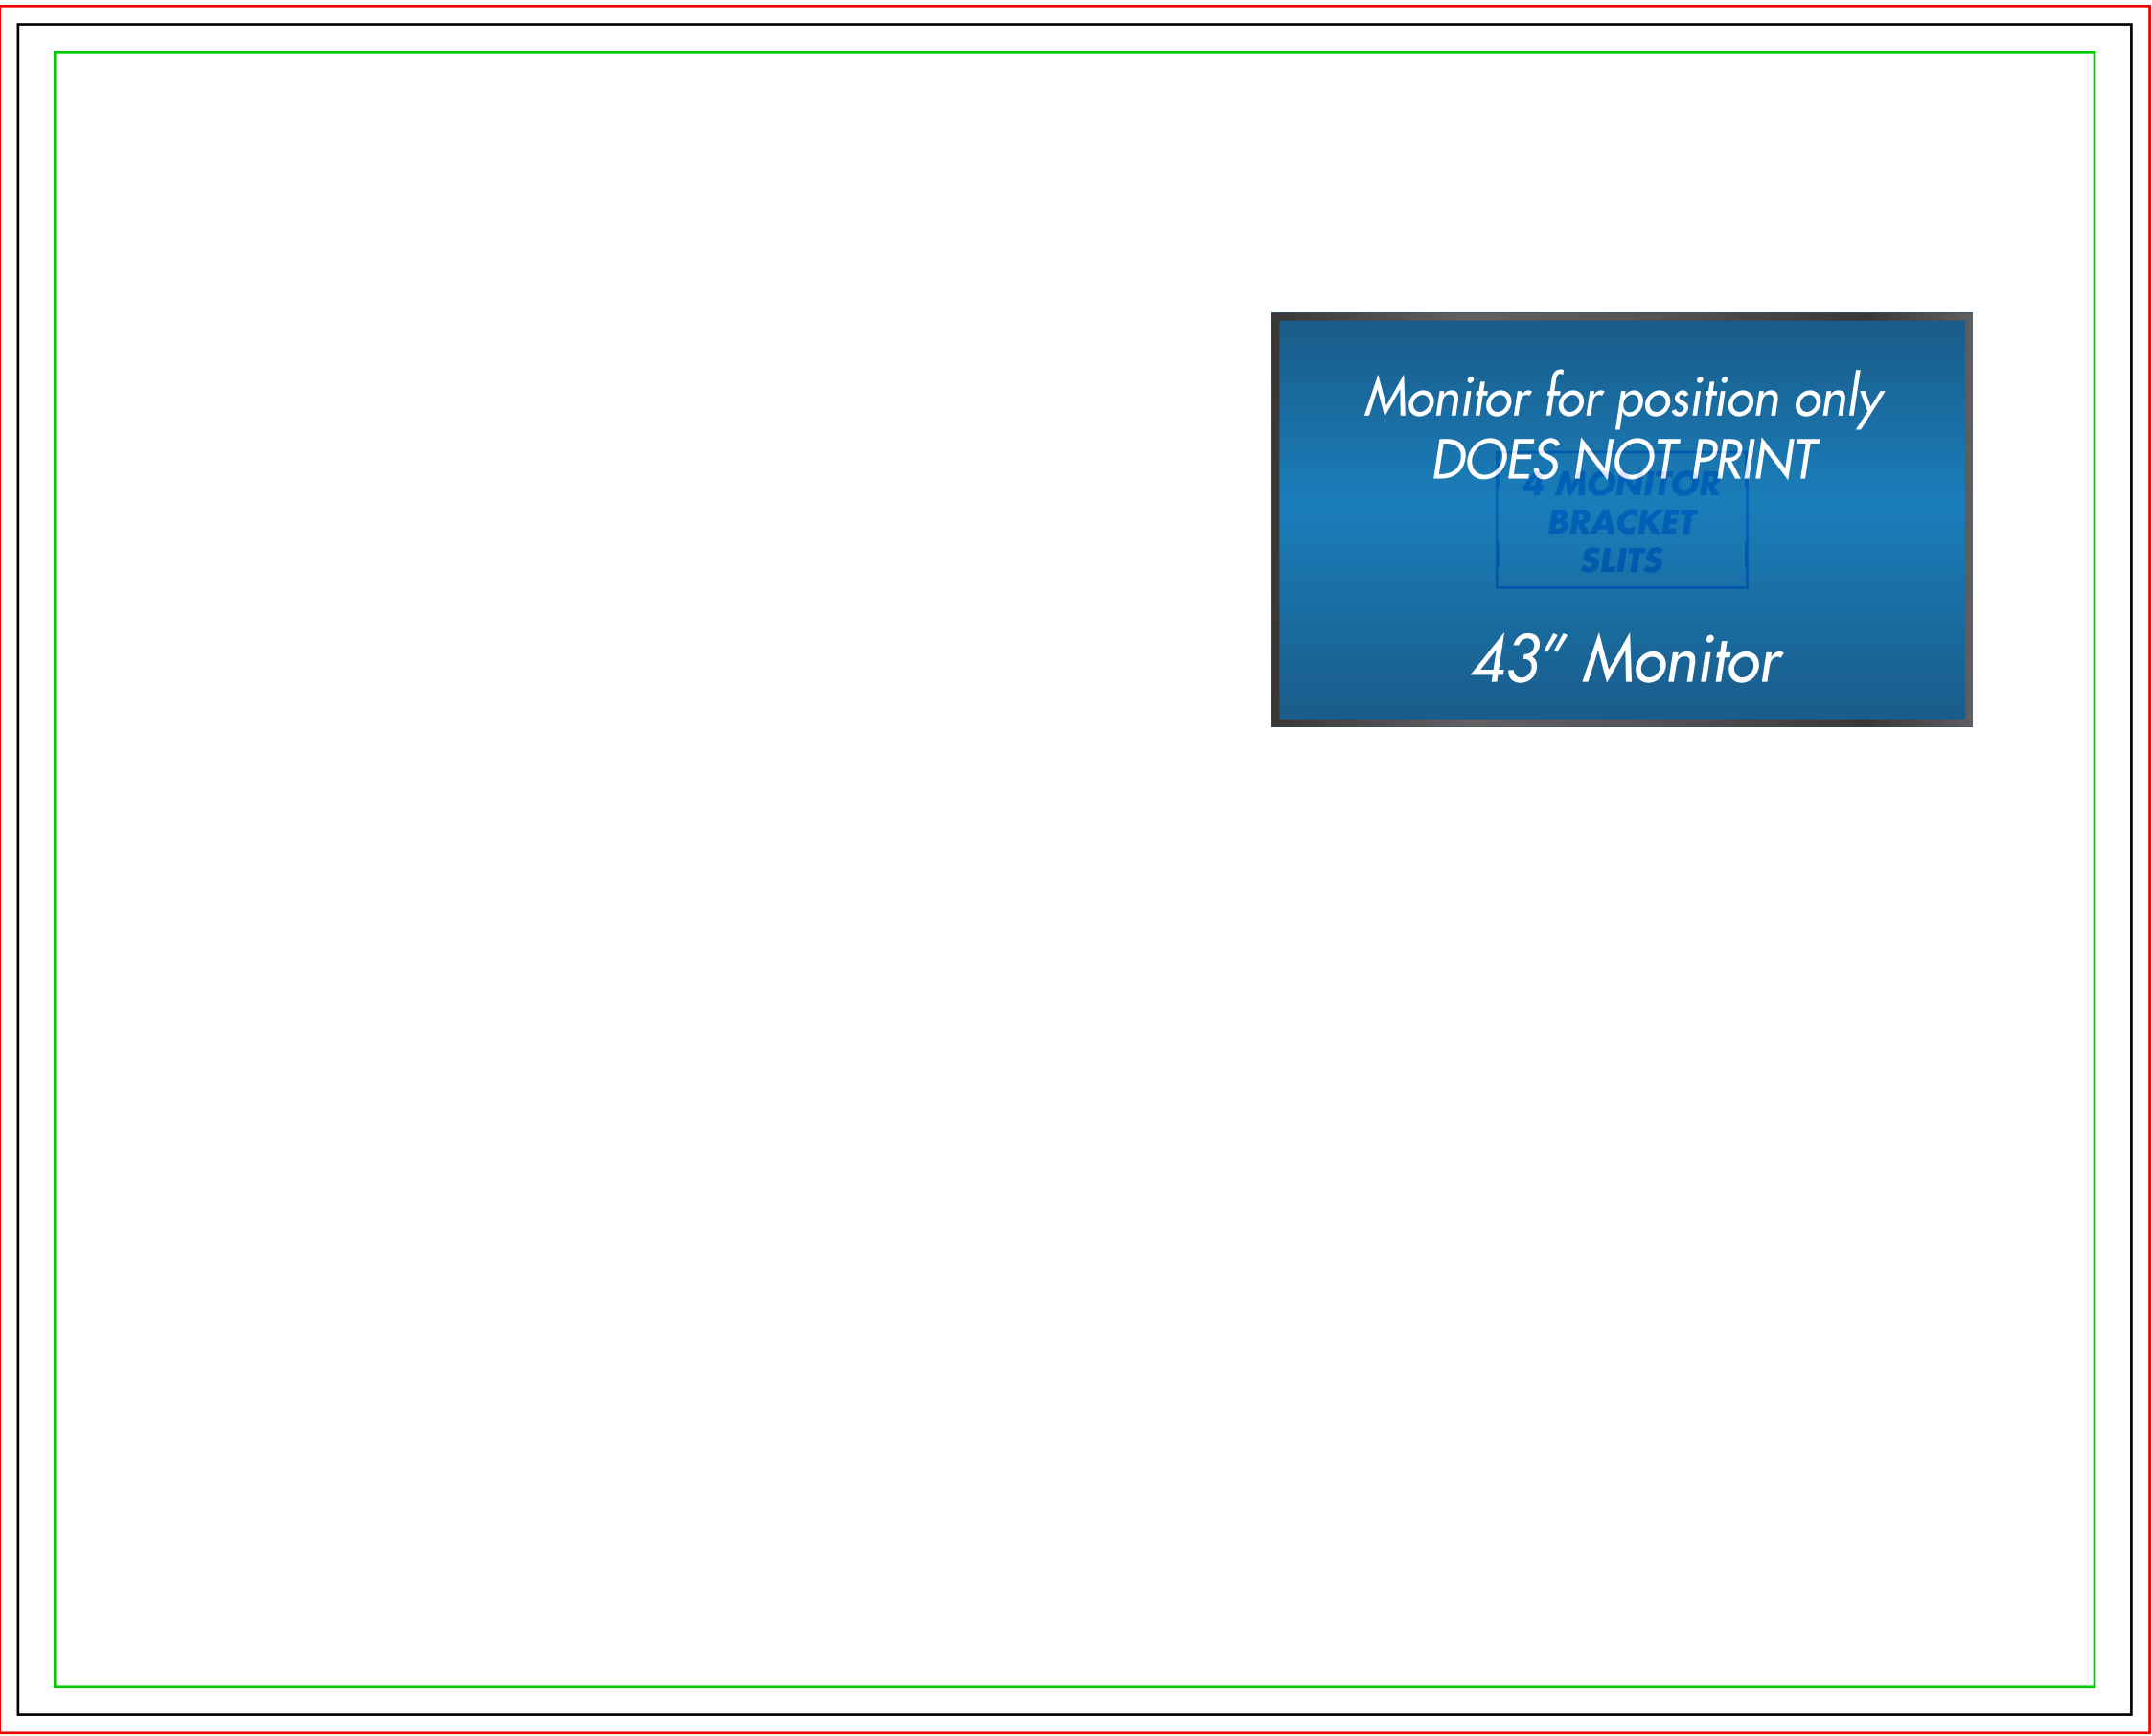 Monitor for position only
DOES NOT PRINT
4 MONITOR
BRACKET
SLITS
43” Monitor